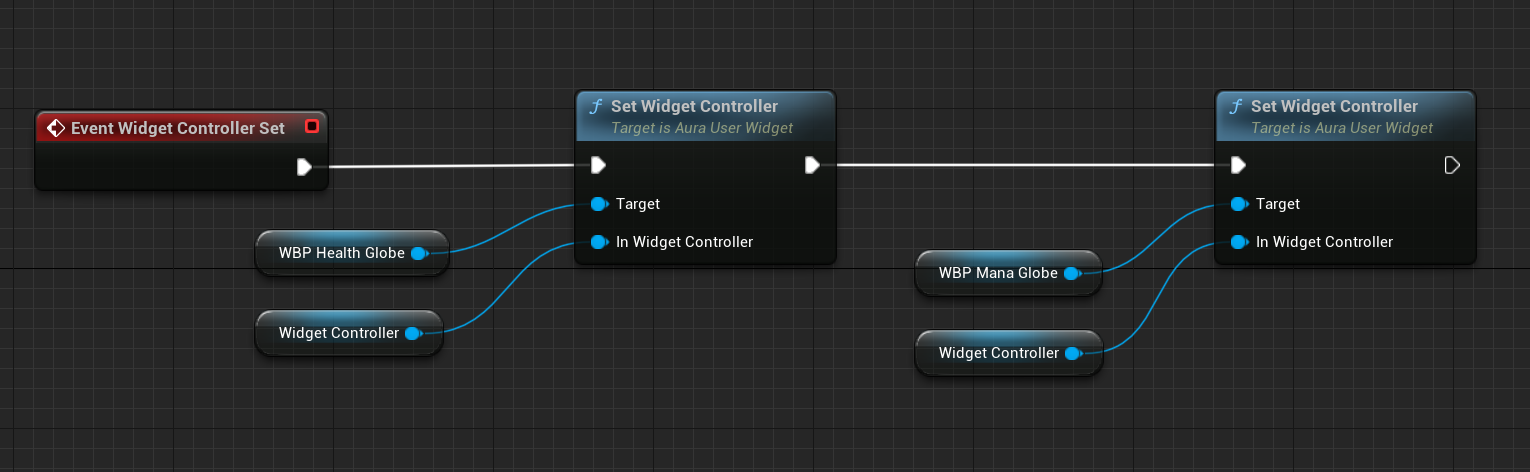 Event Widget Controller Set
f Set Widget Controller
Target is Aura User Widget
Target
In Widget Controller
WBP Health Globe
Widget Controller
f Set Widget Controller
Target is Aura User Widget
Target
In Widget Controller
WBP Mana Globe
Widget Controller